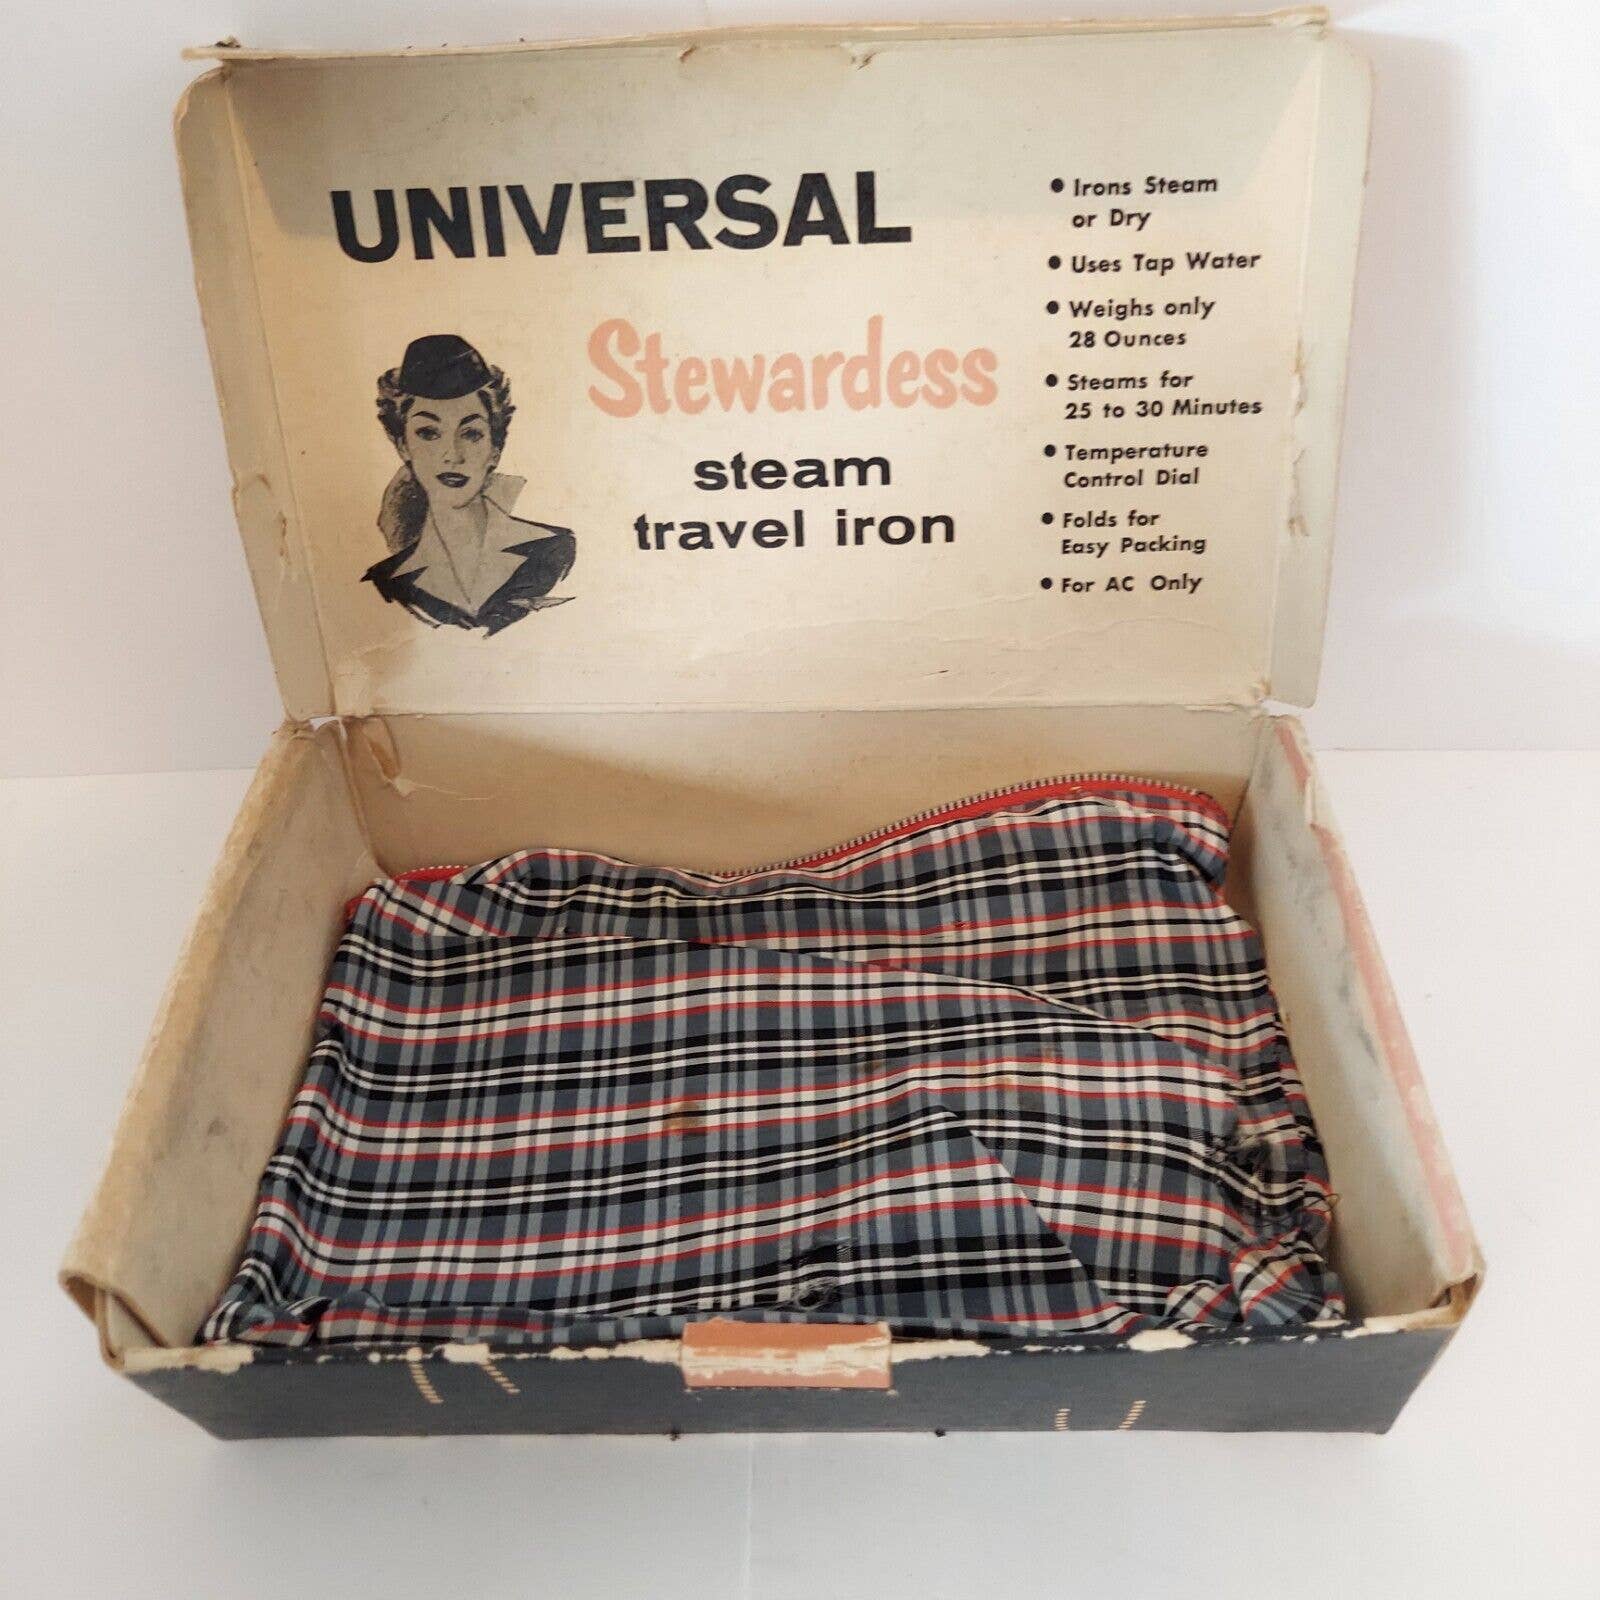 UNIVERSAL
Stewardess
steam
travel iron
• Irons Steam
or Dry
• Uses Tap Water
• Weighs only
28 Ounces
• Steams for
25 to 30 Minutes
• Temperature
Control Dial
• Folds for
Easy Packing
• For AC Only